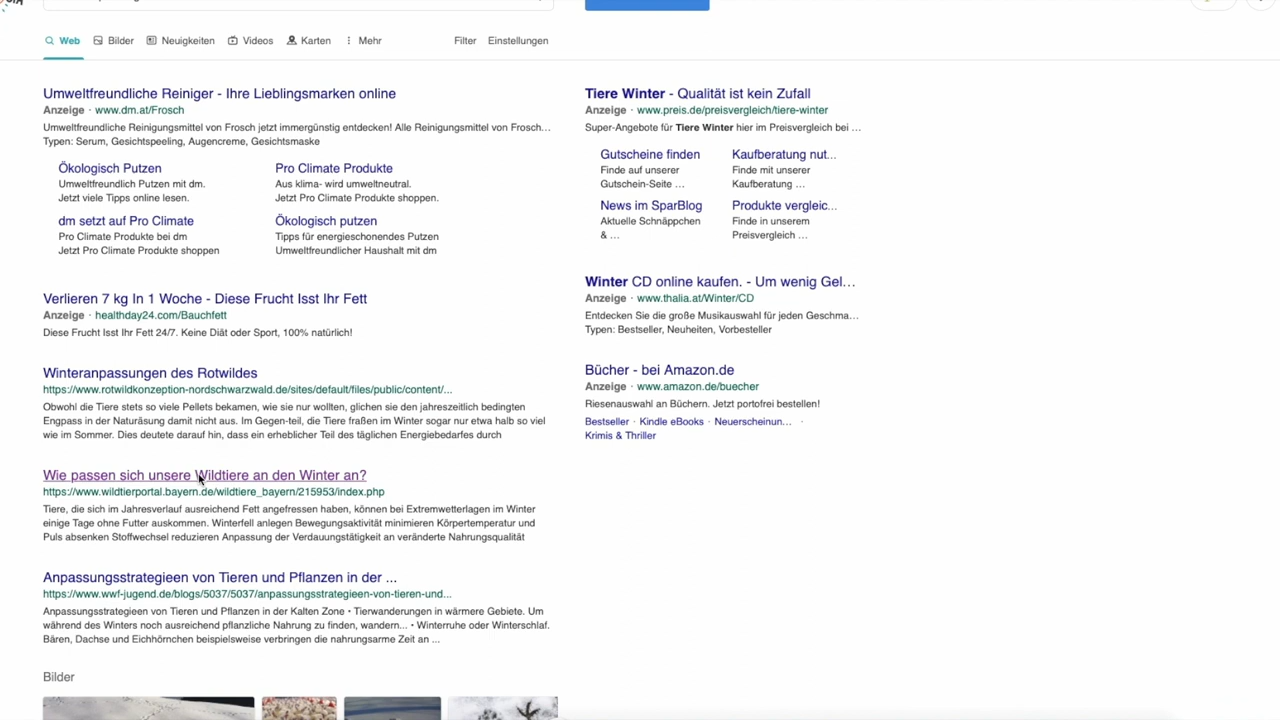 Web Bilder Neuigkeiten Videos Karten Mehr Filter Einstellungen
Umweltfreundliche Reiniger - Ihre Lieblingsmarken online
Anzeige · www.dm.at/Frosch
Umweltfreundliche Reinigungsmittel von Frosch jetzt immergünstig entdecken! Alle Reinigungsmittel von Frosch...
Typen: Serum, Gesichtspeeling, Augencreme, Gesichtsmaske
Ökologisch Putzen
Umweltfreundlich Putzen mit dm.
Jetzt viele Tipps online lesen.
Pro Climate Produkte
Aus klima- wird umweltneutral.
Jetzt Pro Climate Produkte shoppen.
dm setzt auf Pro Climate
Pro Climate Produkte bei dm
Jetzt Pro Climate Produkte shoppen
Ökologisch putzen
Tipps für energieschonendes Putzen
Umweltfreundlicher Haushalt mit dm
Verlieren 7 kg In 1 Woche - Diese Frucht Isst Ihr Fett
Anzeige · healthday24.com/Bauchfett
Diese Frucht Isst Ihr Fett 24/7. Keine Diät oder Sport, 100% natürlich!
Winteranpassungen des Rotwildes
https://www.rotwildkonzeption-nordschwarzwald.de/sites/default/files/public/content/...
Obwohl die Tiere stets so viele Pellets bekamen, wie sie nur wollten, glichen sie den jahreszeitlich bedingten
Engpass in der Naturäsung damit nicht aus. Im Gegen-teil, die Tiere fraßen im Winter sogar nur etwa halb so viel
wie im Sommer. Dies deutete darauf hin, dass ein erheblicher Teil des täglichen Energiebedarfes durch
Wie passen sich unsere Wildtiere an den Winter an?
https://www.wildtierportal.bayern.de/wildtiere_bayern/215953/index.php
Tiere, die sich im Jahresverlauf ausreichend Fett angefressen haben, können bei Extremwetterlagen im Winter
einige Tage ohne Futter auskommen. Winterfell anlegen Bewegungsaktivität minimieren Körpertemperatur und
Puls absenken Stoffwechsel reduzieren Anpassung der Verdauungstätigkeit an veränderte Nahrungsqualität
Anpassungsstrategieen von Tieren und Pflanzen in der ...
https://www.wwf-jugend.de/blogs/5037/5037/anpassungsstrategieen-von-tieren-und...
Anpassungsstrategieen von Tieren und Pflanzen in der Kalten Zone • Tierwanderungen in wärmere Gebiete. Um
während des Winters noch ausreichend pflanzliche Nahrung zu finden, wandern... • Winterruhe oder Winterschlaf.
Bären, Dachse und Eichhörnchen beispielsweise verbringen die nahrungsarme Zeit an ...
Bilder
Tiere Winter - Qualität ist kein Zufall
Anzeige · www.preis.de/preisvergleich/tiere-winter
Super-Angebote für Tiere Winter hier im Preisvergleich bei ...
Gutscheine finden
Finde auf unserer
Gutschein-Seite ...
Kaufberatung nut...
Finde mit unserer
Kaufberatung ...
News im SparBlog
Aktuelle Schnäppchen
& ...
Produkte vergleic...
Finde in unserem
Preisvergleich ...
Winter CD online kaufen. - Um wenig Gel...
Anzeige · www.thalia.at/Winter/CD
Entdecken Sie die große Musikauswahl für jeden Geschma...
Typen: Bestseller, Neuheiten, Vorbesteller
Bücher - bei Amazon.de
Anzeige · www.amazon.de/buecher
Riesenauswahl an Büchern. Jetzt portofrei bestellen!
Bestseller · Kindle eBooks · Neuerscheinun... ·
Krimis & Thriller